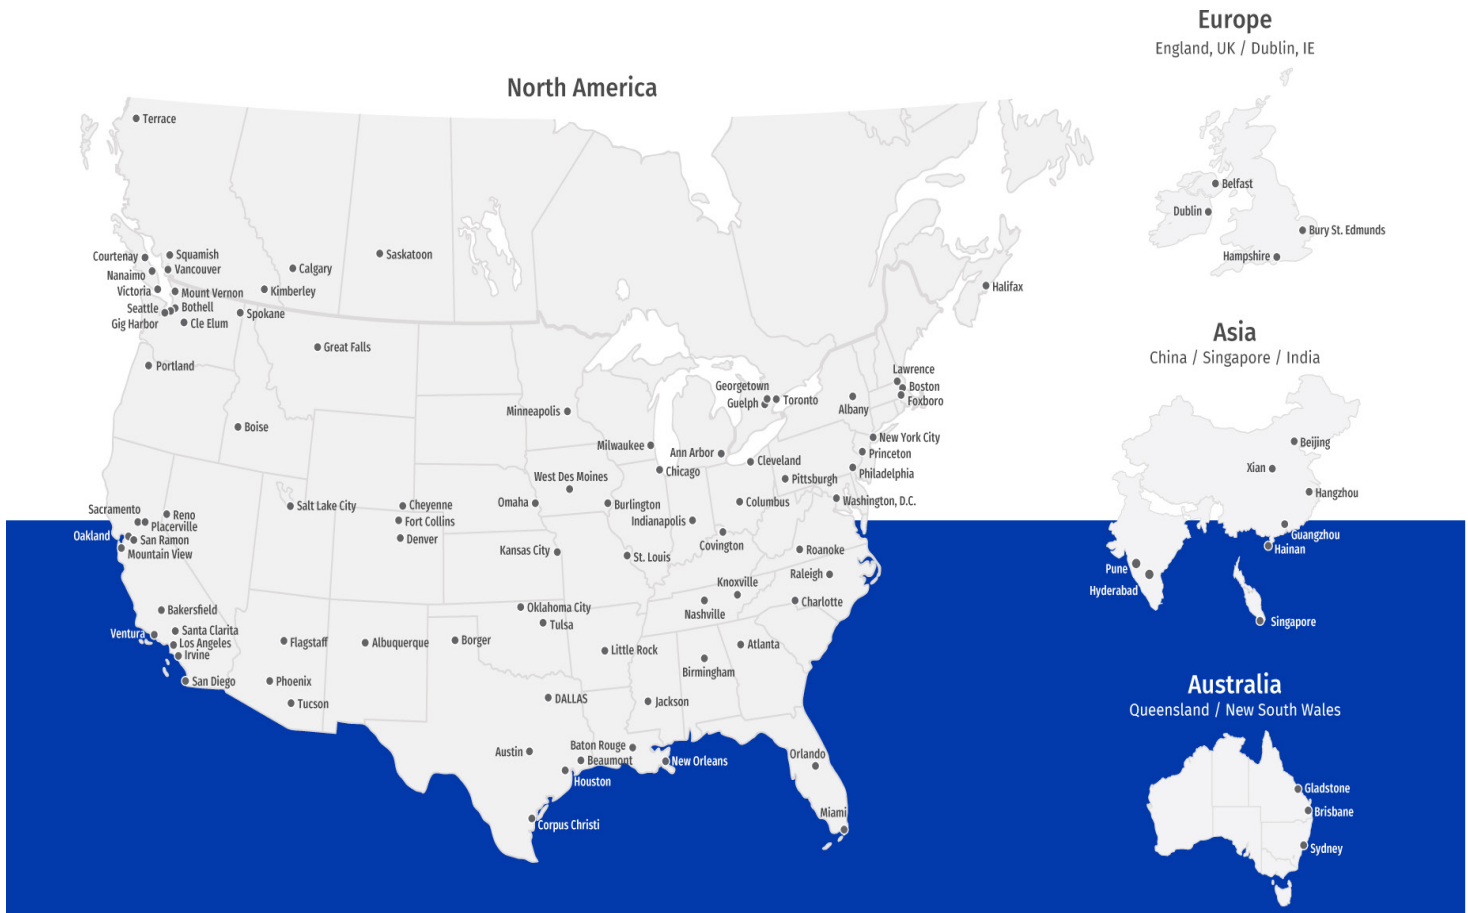 Europe
England, UK / Dublin, IE
North America
Terrace
Belfast
Dublin
Bury St. Edmunds
Hampshire
Courtenay
Squamish
Saskatoon
Nanaimo
Vancouver
Calgary
Victoria
Mount Vernon
Kimberley
Halifax
Seattle
Bothell
Spokane
Gig Harbor
Cle Elum
Asia
China / Singapore / India
Great Falls
Portland
Lawrence
Georgetown
Boston
Guelph
Toronto
Foxboro
Minneapolis
Albany
Boise
New York City
Beijing
Milwaukee
Ann Arbor
Princeton
Cleveland
Chicago
Xian
Philadelphia
West Des Moines
Pittsburgh
Hangzhou
Salt Lake City
Cheyenne
Omaha
Burlington
Columbus
Washington, D.C.
Sacramento
Reno
Fort Collins
Indianapolis
Placerville
Guangzhou
Oakland
San Ramon
Denver
Covington
Hainan
Mountain View
Kansas City
St. Louis
Roanoke
Pune
Raleigh
Knoxville
Hyderabad
Bakersfield
Oklahoma City
Nashville
Charlotte
Tulsa
Singapore
Ventura
Santa Clarita
Los Angeles
Flagstaff
Albuquerque
Borger
Atlanta
Irvine
Little Rock
Birmingham
San Diego
Phoenix
Australia
Queensland / New South Wales
Tucson
DALLAS
Jackson
Austin
Baton Rouge
Orlando
Beaumont
New Orleans
Houston
Gladstone
Miami
Brisbane
Corpus Christi
Sydney